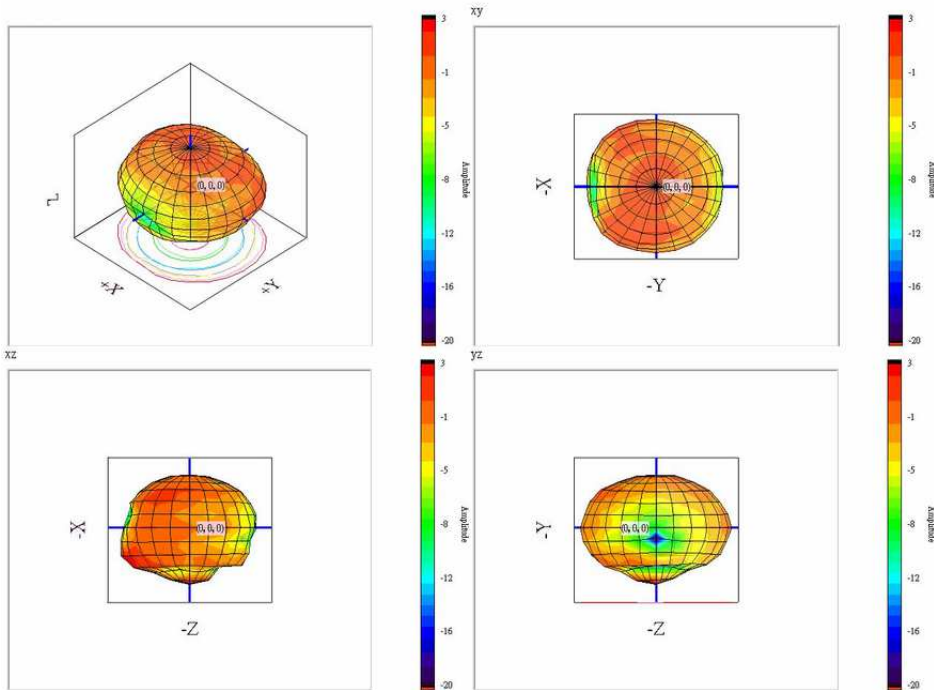 xy
3
-1
-5
-8
-12
-16
-20
Amplitude
(0, 0, 0)
Z
+X
+Y
3
-1
-5
-8
-12
-16
-20
Amplitude
(0, 0, 0)
-X
-Y
xz
3
-1
-5
-8
-12
-16
-20
Amplitude
(0, 0, 0)
-X
-Z
yz
3
-1
-5
-8
-12
-16
-20
Amplitude
(0, 0, 0)
-Y
-Z